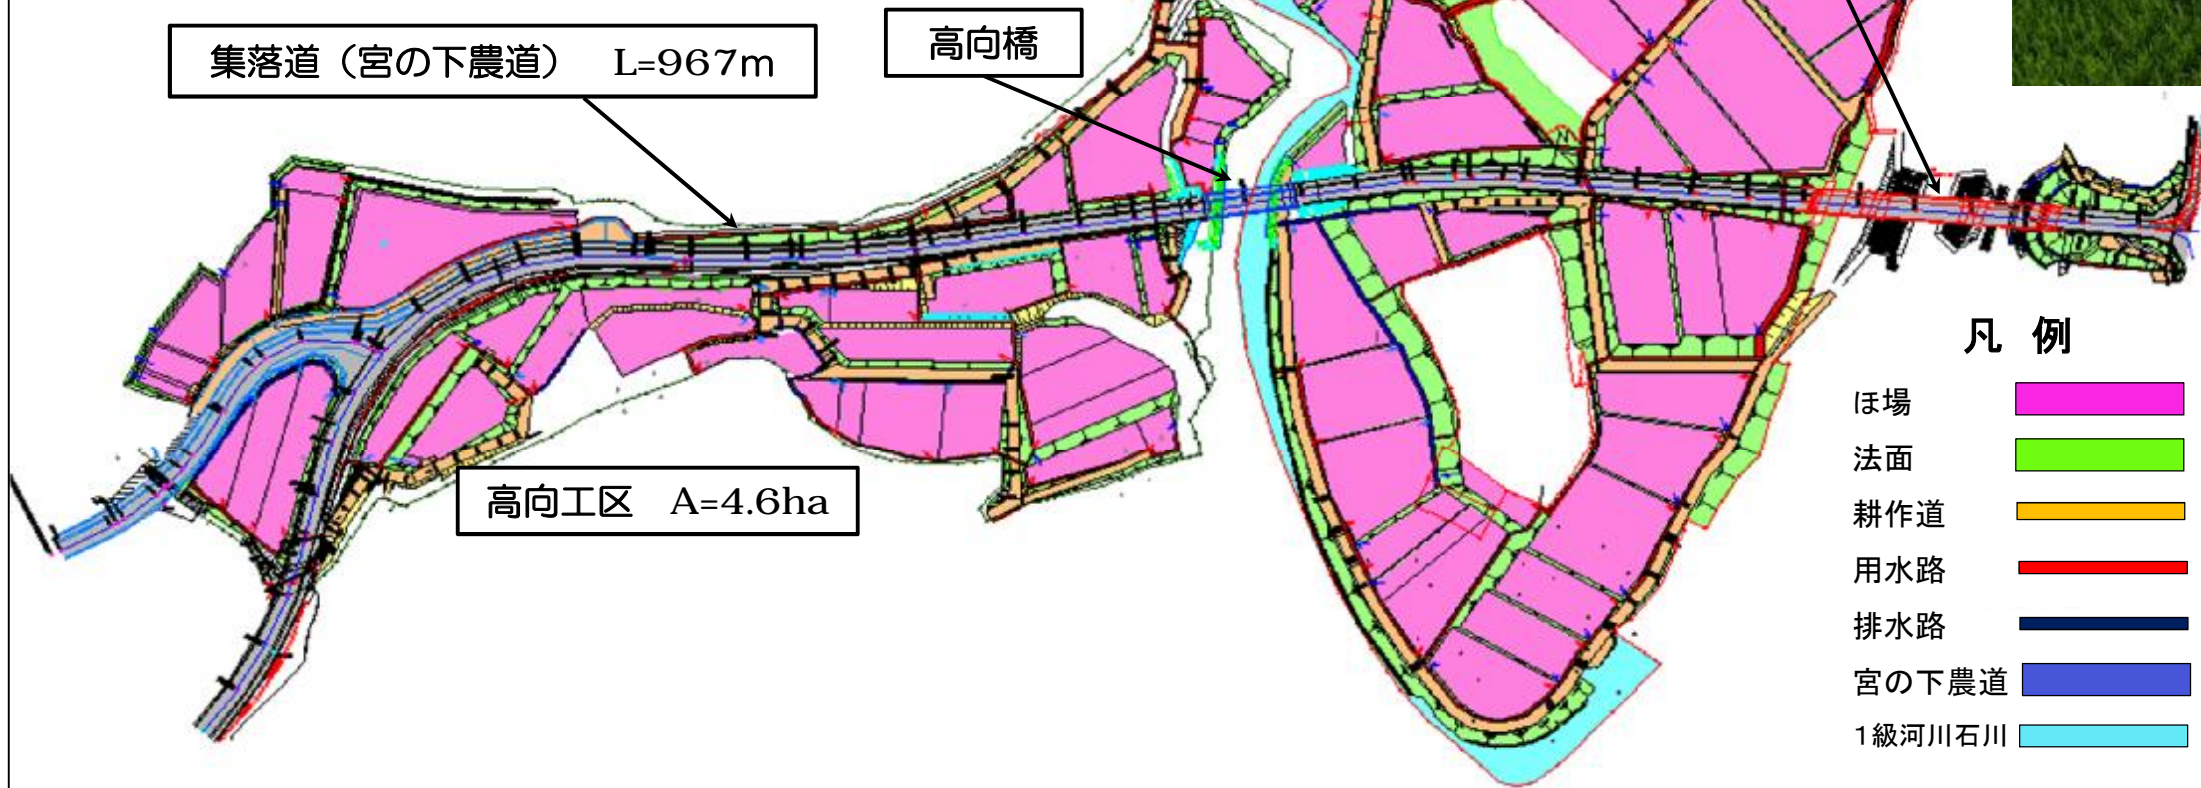 集落道（宮の下農道）　L=967m
高向橋
高向工区　A=4.6ha
凡 例
ほ場
法面
耕作道
用水路
排水路
宮の下農道
１級河川石川